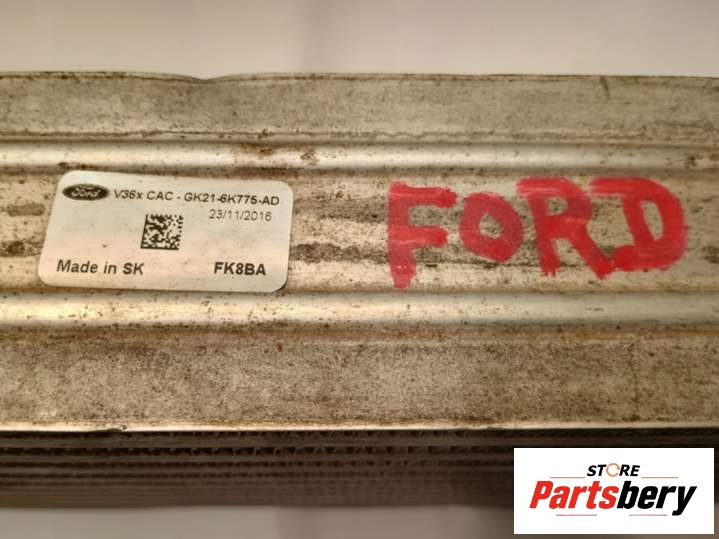 Ford V36x CAC - GK21-6K775-AD
23/11/2016
Made in SK FK8BA
FORD
STORE
Partsbery